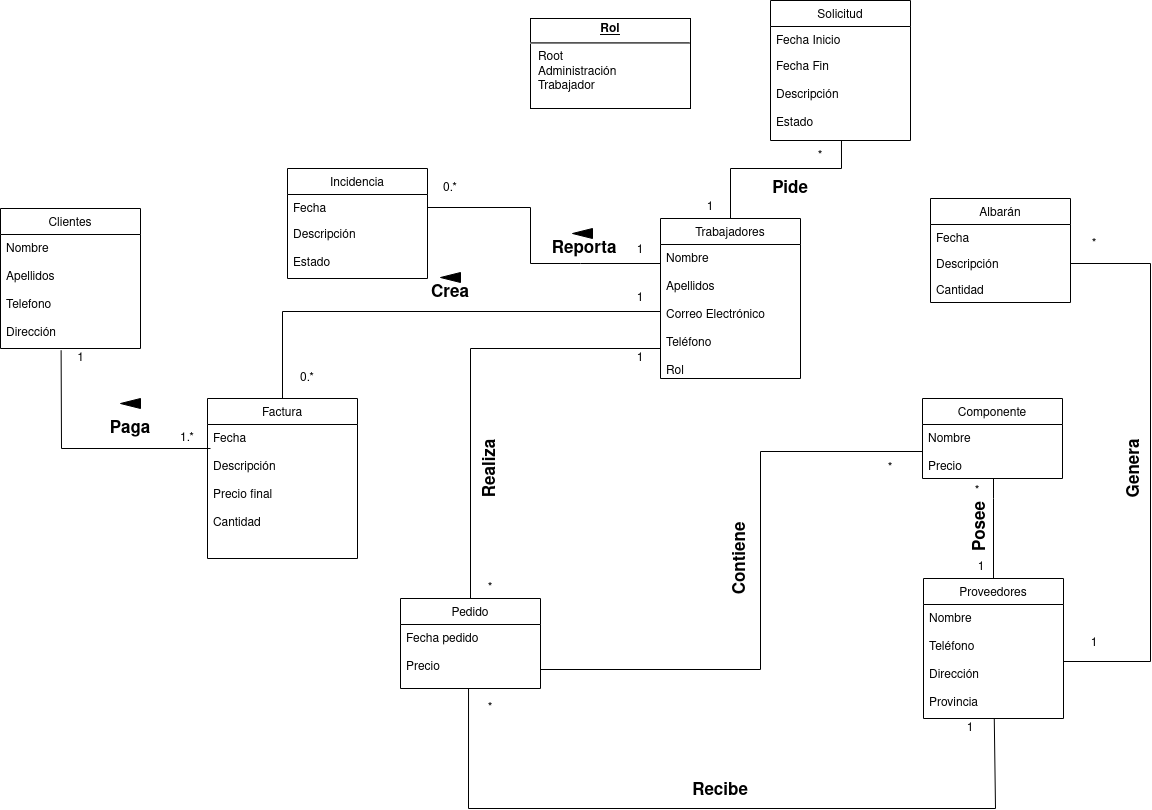 Rol
Root
Administración
Trabajador
Solicitud
Fecha Inicio
Fecha Fin
Descripción
Estado
*
Pide
1
Incidencia
Fecha
Descripción
Estado
0.*
Reporta
1
Clientes
Nombre
Apellidos
Telefono
Dirección
1
Trabajadores
Nombre
Apellidos
Correo Electrónico
Teléfono
Rol
Albarán
Fecha
Descripción
Cantidad
*
Crea
1
0.*
1
Paga
1.*
Factura
Fecha
Descripción
Precio final
Cantidad
Realiza
*
Componente
Nombre
Precio
*
*
Contiene
Posee
1
Genera
1
Pedido
Fecha pedido
Precio
*
Proveedores
Nombre
Teléfono
Dirección
Provincia
1
Recibe